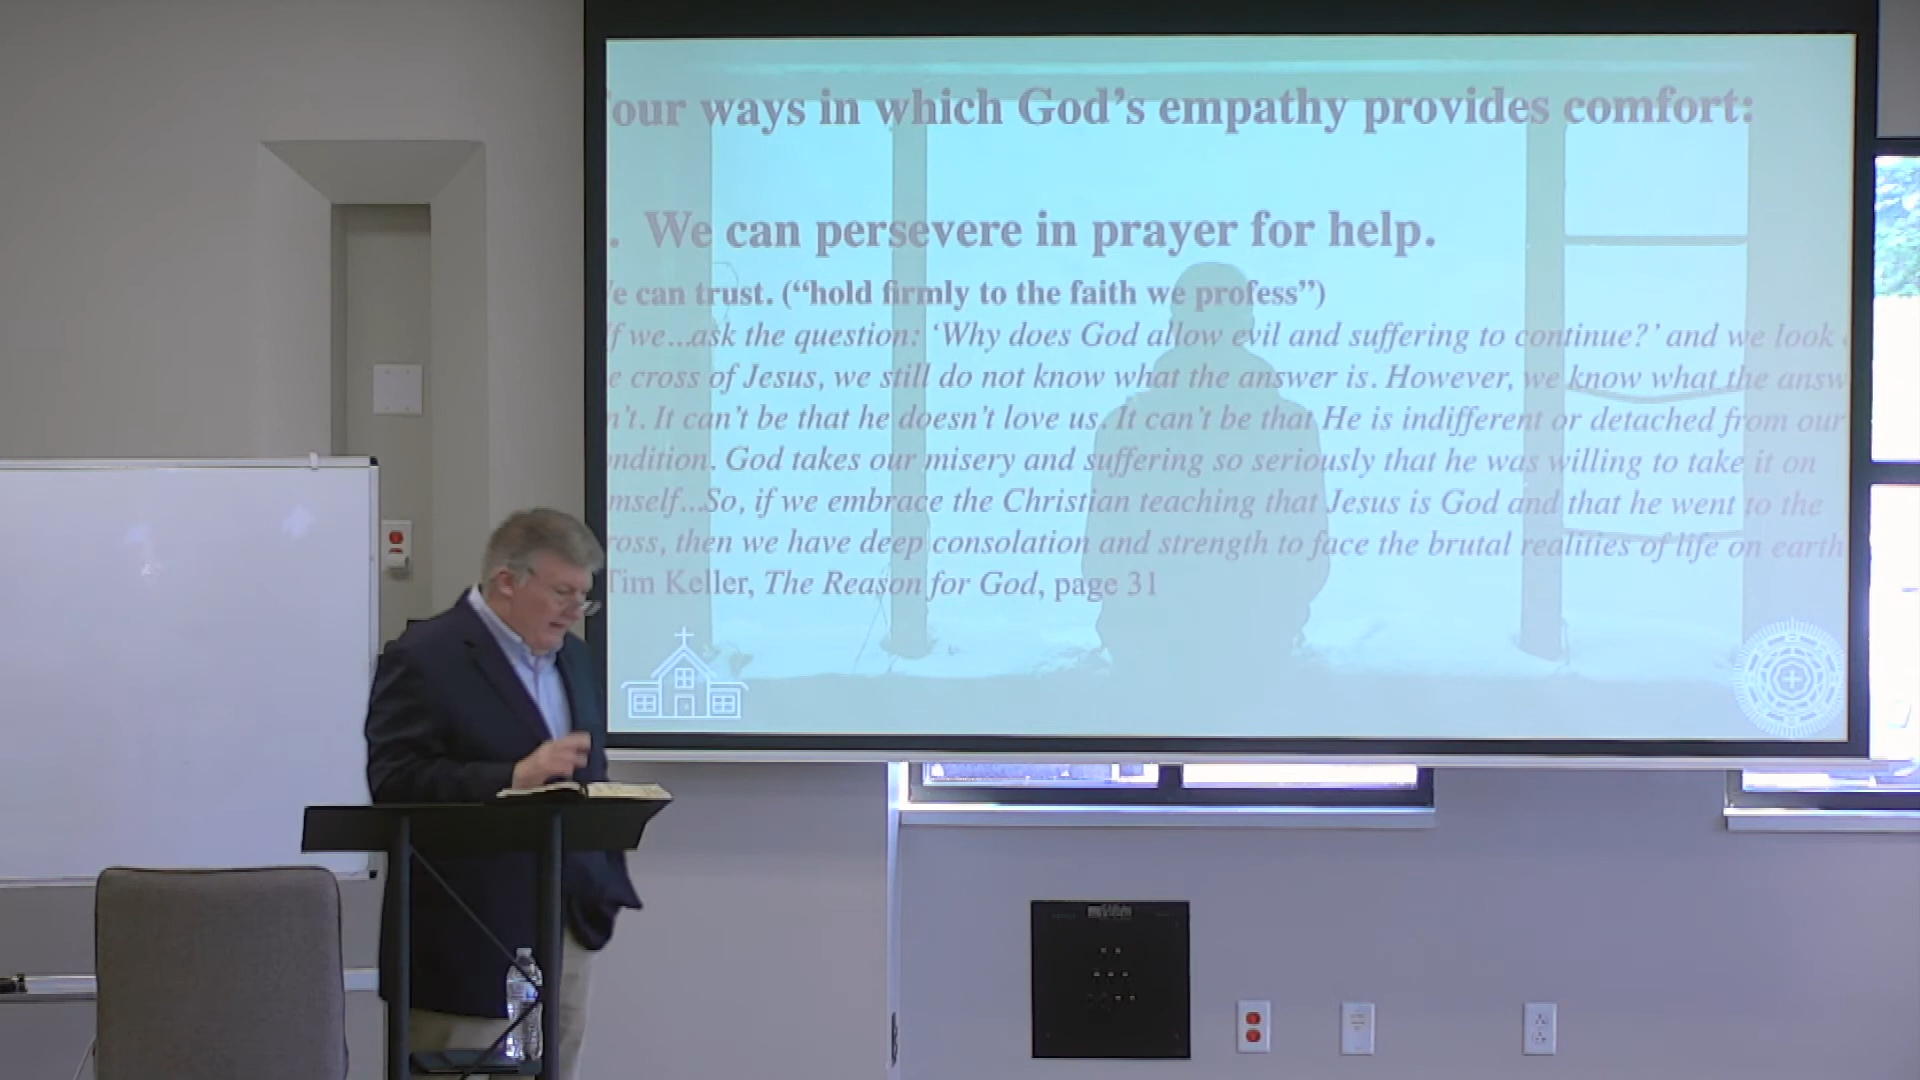 our ways in which God's empathy provides comfort:
. We can persevere in prayer for help.
e can trust. (“hold firmly to the faith we profess”)
f we...ask the question: ‘Why does God allow evil and suffering to continue?’ and we look
e cross of Jesus, we still do not know what the answer is. However, we know what the answ
n’t. It can’t be that he doesn’t love us. It can’t be that He is indifferent or detached from our
ndition. God takes our misery and suffering so seriously that he was willing to take it on
mself...So, if we embrace the Christian teaching that Jesus is God and that he went to the
ross, then we have deep consolation and strength to face the brutal realities of life on earth
Tim Keller, The Reason for God, page 31